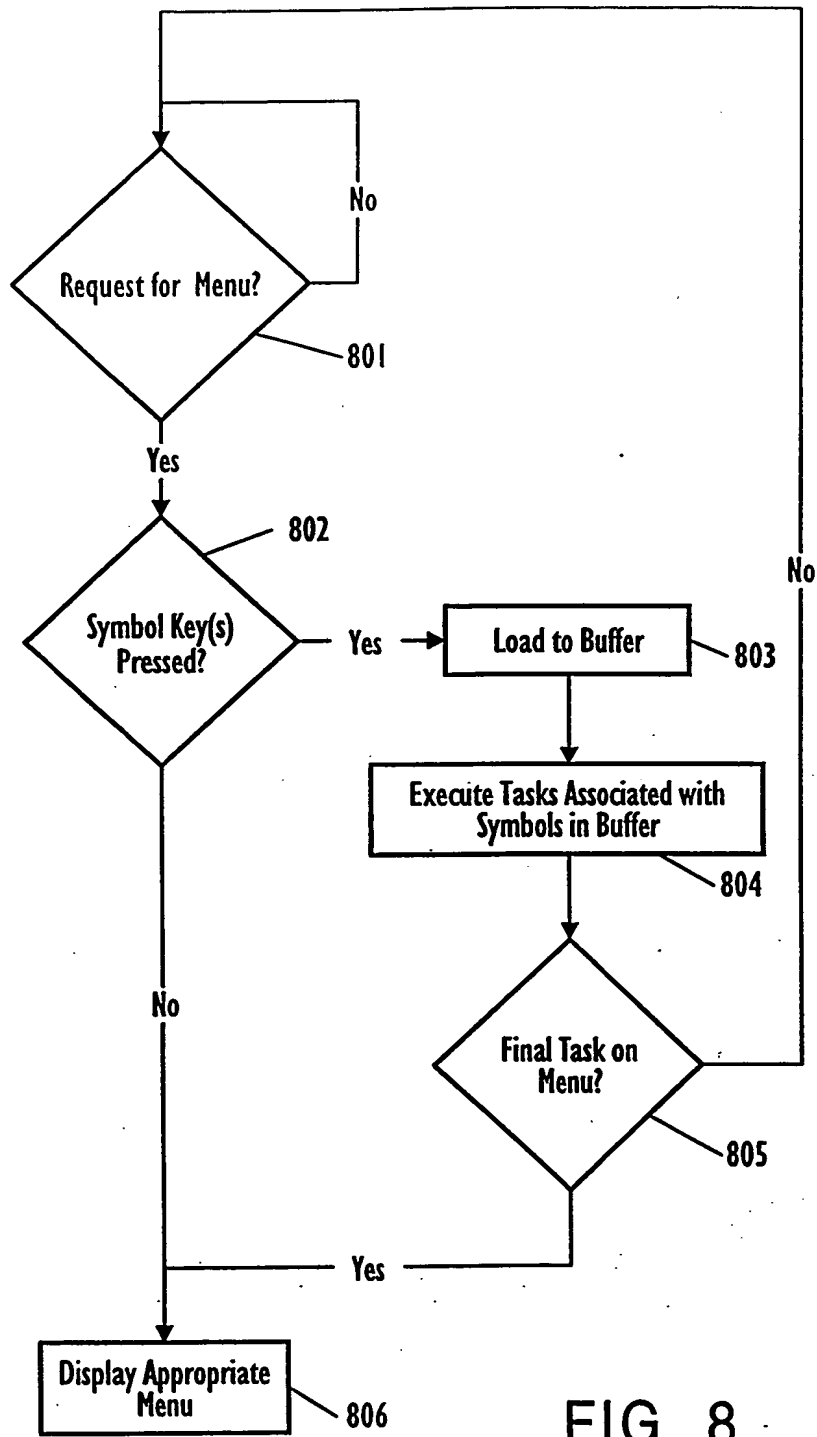 No
Request for Menu?
801
Yes
802
Symbol Key(s)
Pressed?
Yes
Load to Buffer
803
No
Execute Tasks Associated with
Symbols in Buffer
804
No
Final Task on
Menu?
805
Yes
Display Appropriate
Menu
806
FIG. 8